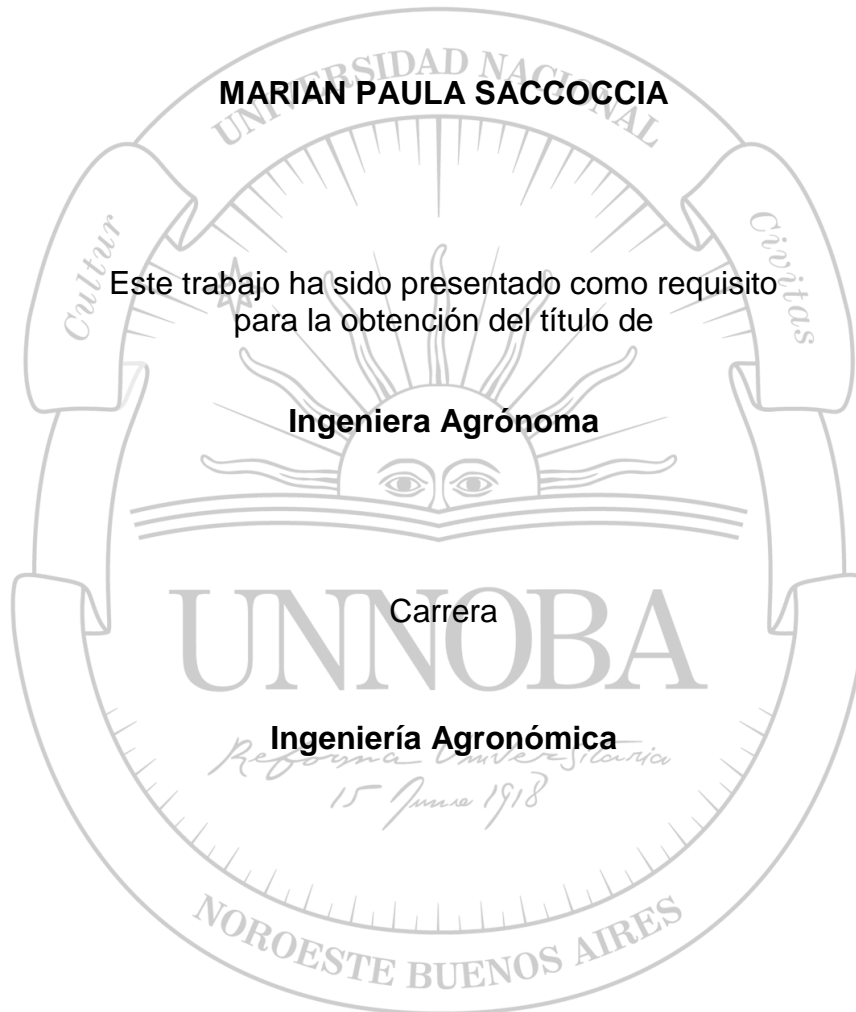 UNIVERSIDAD NACIONAL
MARIAN PAULA SACCOCCIA
Cultur
Civitas
Este trabajo ha sido presentado como requisito
para la obtención del título de
Ingeniera Agrónoma
UNNOBA
Carrera
Ingeniería Agronómica
Reforma Universitaria
15 Junio 1918
NOROESTE BUENOS AIRES